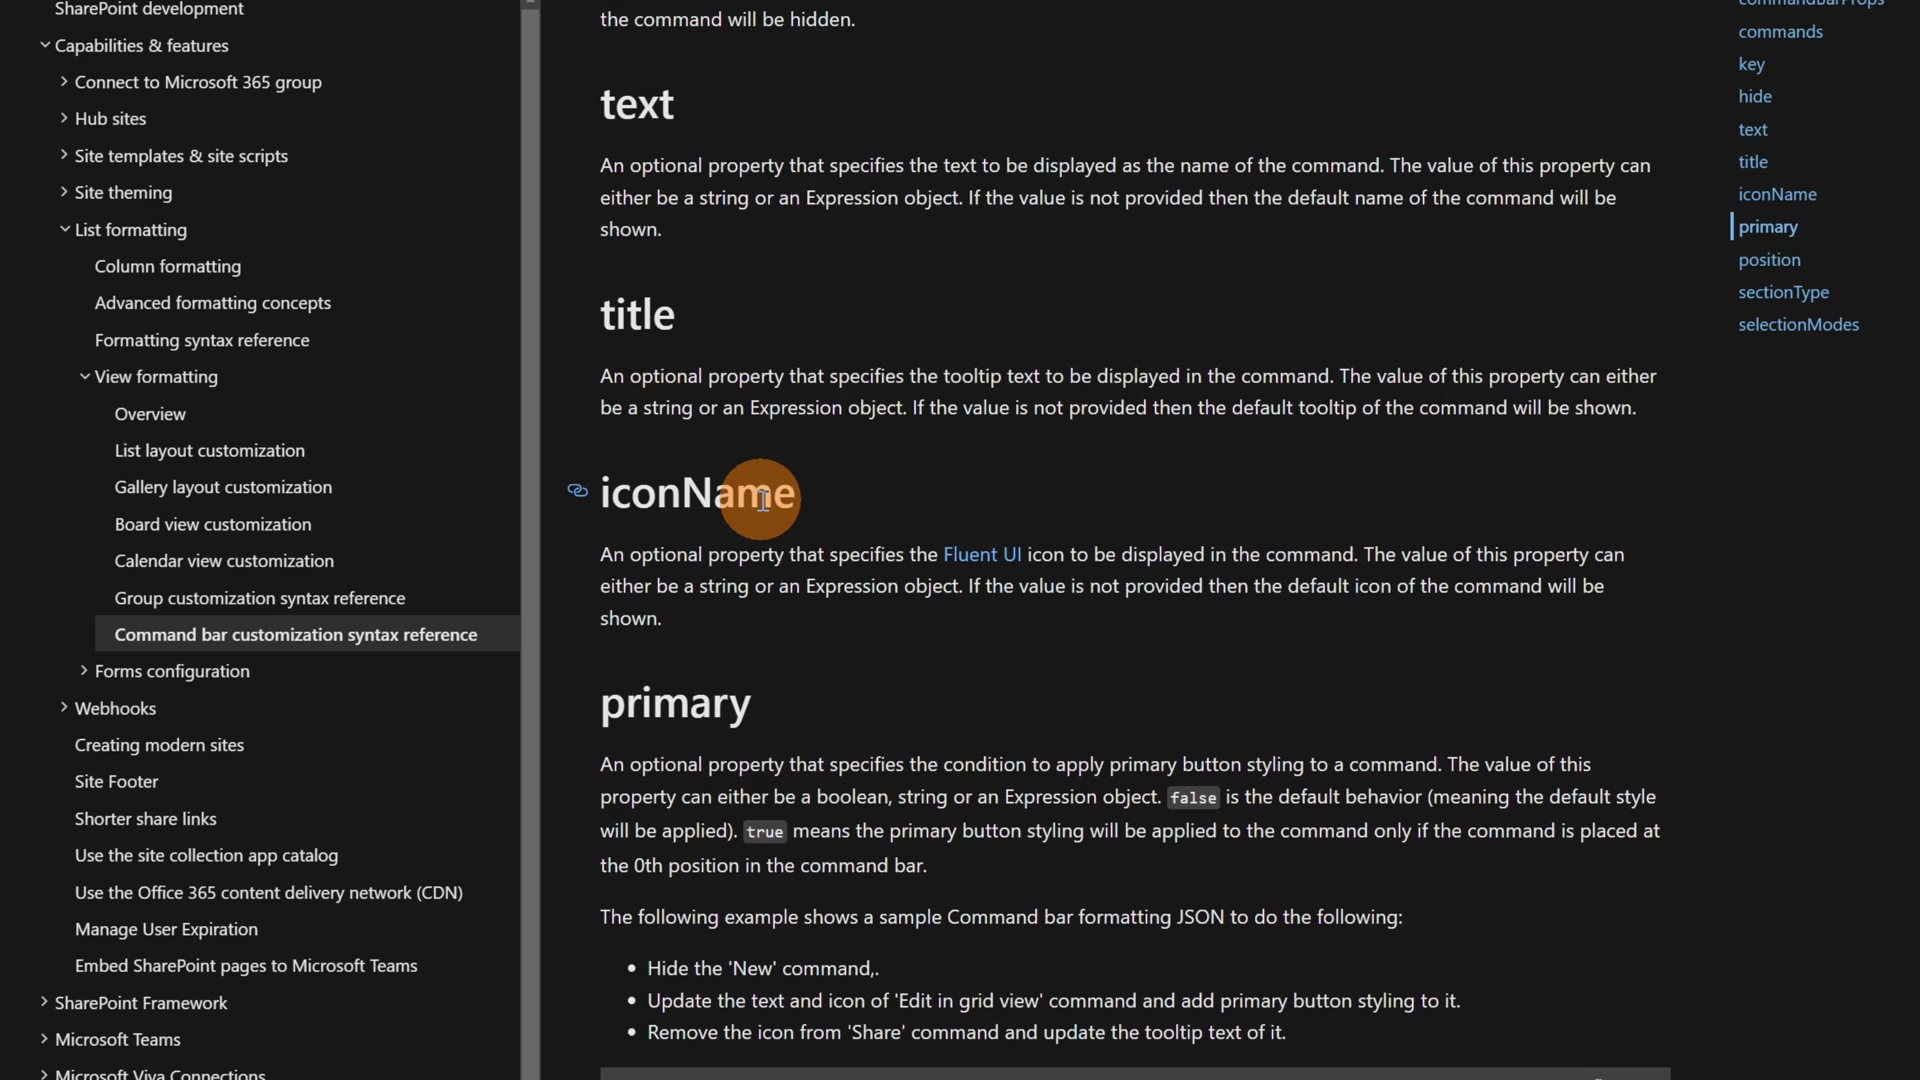 SharePoint development
Capabilities & features
Connect to Microsoft 365 group
Hub sites
Site templates & site scripts
Site theming
List formatting
Column formatting
Advanced formatting concepts
Formatting syntax reference
View formatting
Overview
List layout customization
Gallery layout customization
Board view customization
Calendar view customization
Group customization syntax reference
Command bar customization syntax reference
Forms configuration
Webhooks
Creating modern sites
Site Footer
Shorter share links
Use the site collection app catalog
Use the Office 365 content delivery network (CDN)
Manage User Expiration
Embed SharePoint pages to Microsoft Teams
SharePoint Framework
Microsoft Teams
Microsoft Viva Connections
the command will be hidden.
text
An optional property that specifies the text to be displayed as the name of the command. The value of this property can
either be a string or an Expression object. If the value is not provided then the default name of the command will be
shown.
title
An optional property that specifies the tooltip text to be displayed in the command. The value of this property can either
be a string or an Expression object. If the value is not provided then the default tooltip of the command will be shown.
iconName
An optional property that specifies the Fluent UI icon to be displayed in the command. The value of this property can
either be a string or an Expression object. If the value is not provided then the default icon of the command will be
shown.
primary
An optional property that specifies the condition to apply primary button styling to a command. The value of this
property can either be a boolean, string or an Expression object. false is the default behavior (meaning the default style
will be applied). true means the primary button styling will be applied to the command only if the command is placed at
the 0th position in the command bar.
The following example shows a sample Command bar formatting JSON to do the following:
• Hide the 'New' command,.
• Update the text and icon of 'Edit in grid view' command and add primary button styling to it.
• Remove the icon from 'Share' command and update the tooltip text of it.
commandBarProps
commands
key
hide
text
title
iconName
primary
position
sectionType
selectionModes